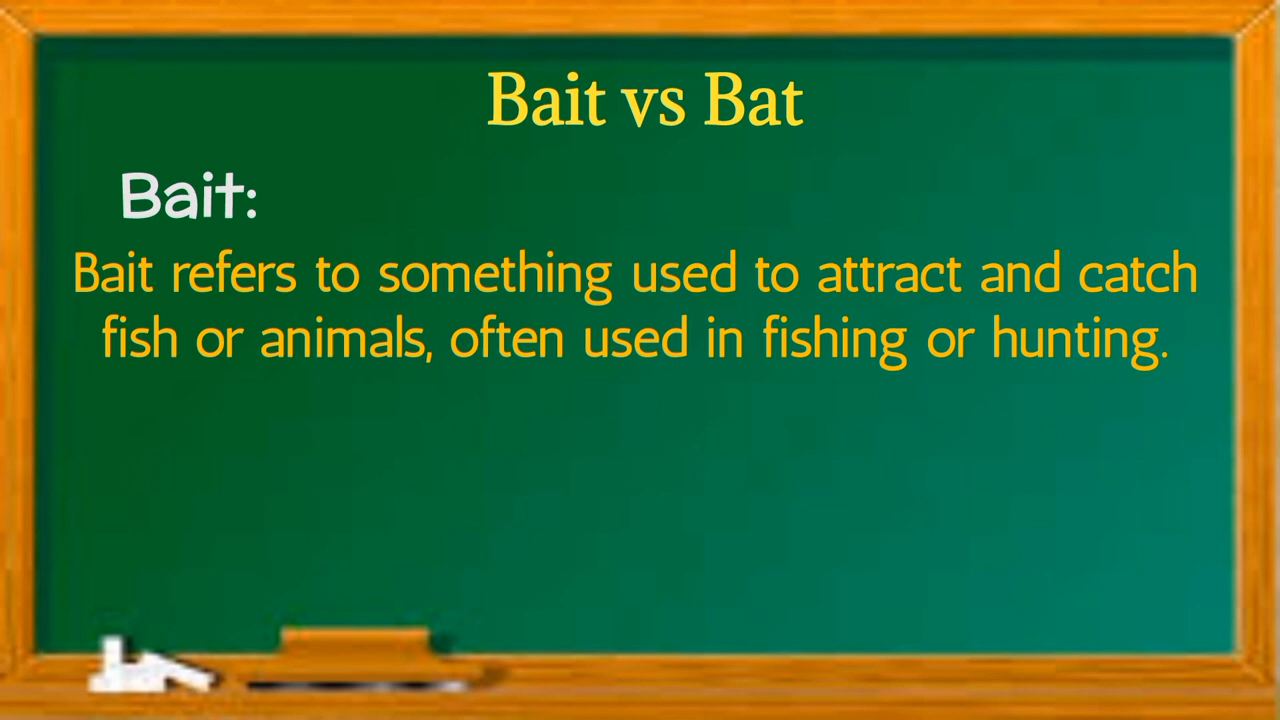 Bait vs Bat
Bait:
Bait refers to something used to attract and catch
fish or animals, often used in fishing or hunting.